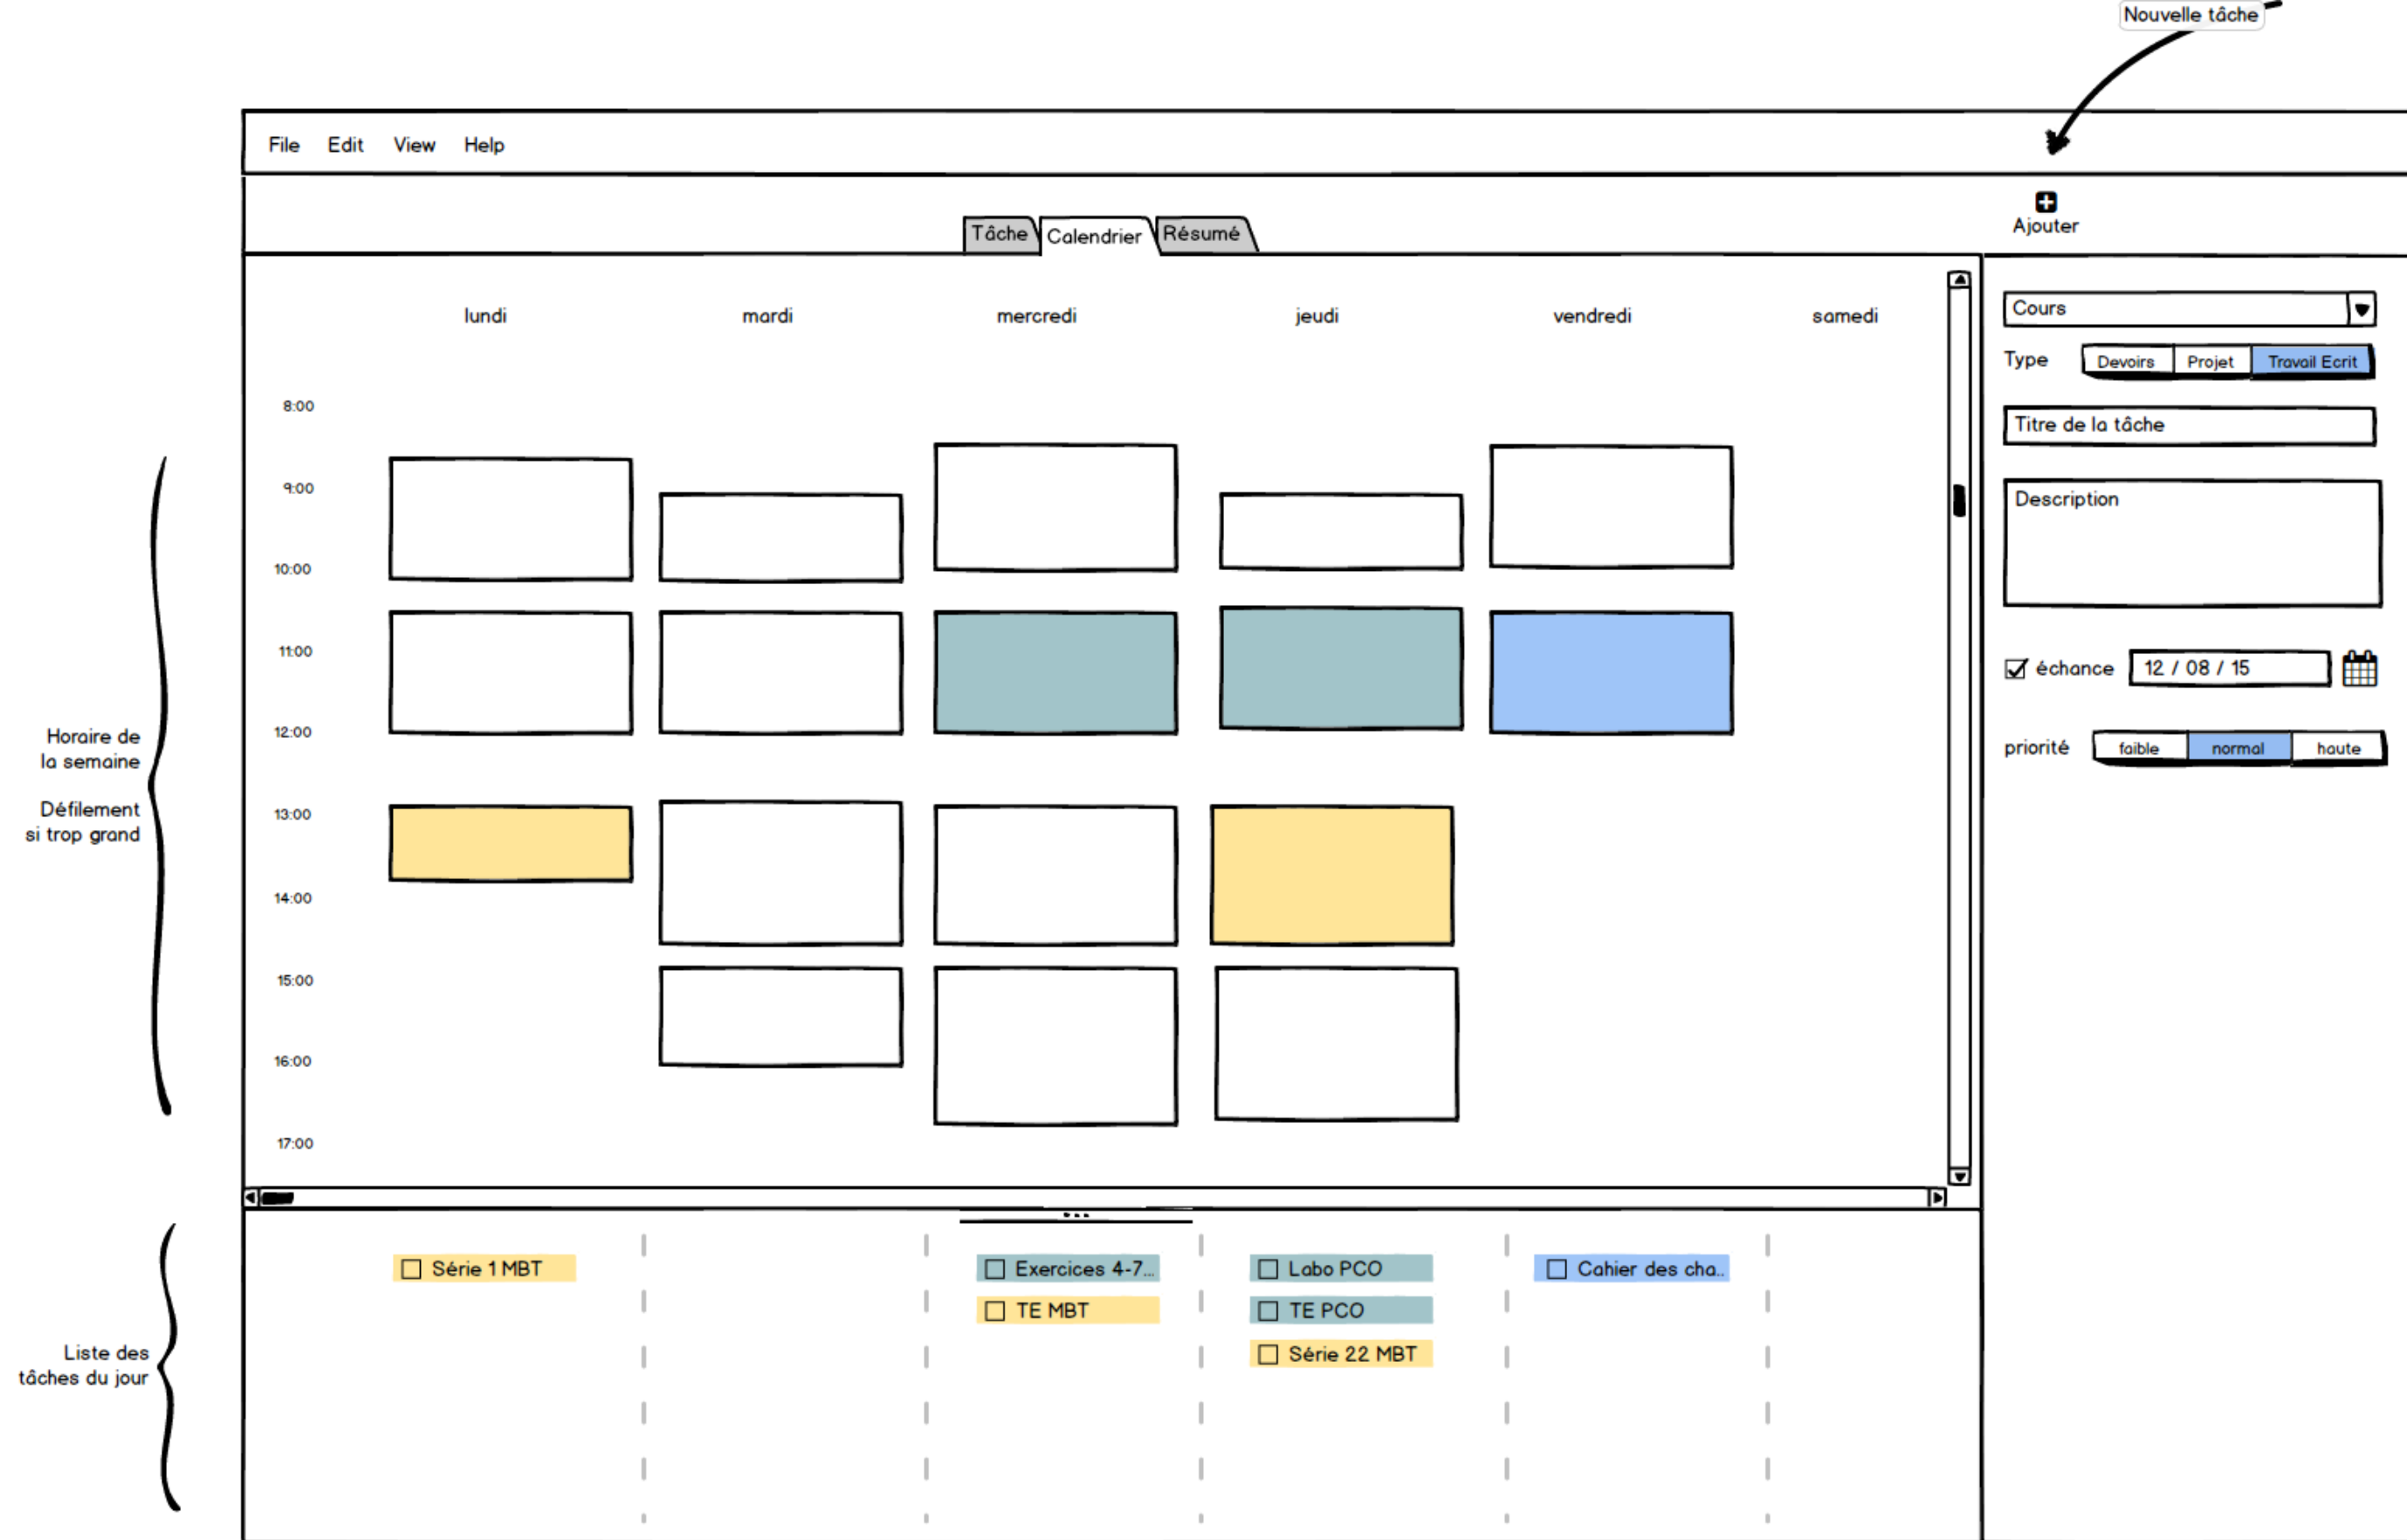 Nouvelle tâche
File Edit View Help
Ajouter
Tâche Calendrier Résumé
lundi mardi mercredi jeudi vendredi samedi
8:00
9:00
10:00
11:00
12:00
13:00
14:00
15:00
16:00
17:00
Horaire de
la semaine
Défilement
si trop grand
Cours
Type Devoirs Projet Travail Ecrit
Titre de la tâche
Description
échance 12 / 08 / 15
priorité faible normal haute
Liste des
tâches du jour
Série 1 MBT
Exercices 4-7...
TE MBT
Labo PCO
TE PCO
Série 22 MBT
Cahier des cha..